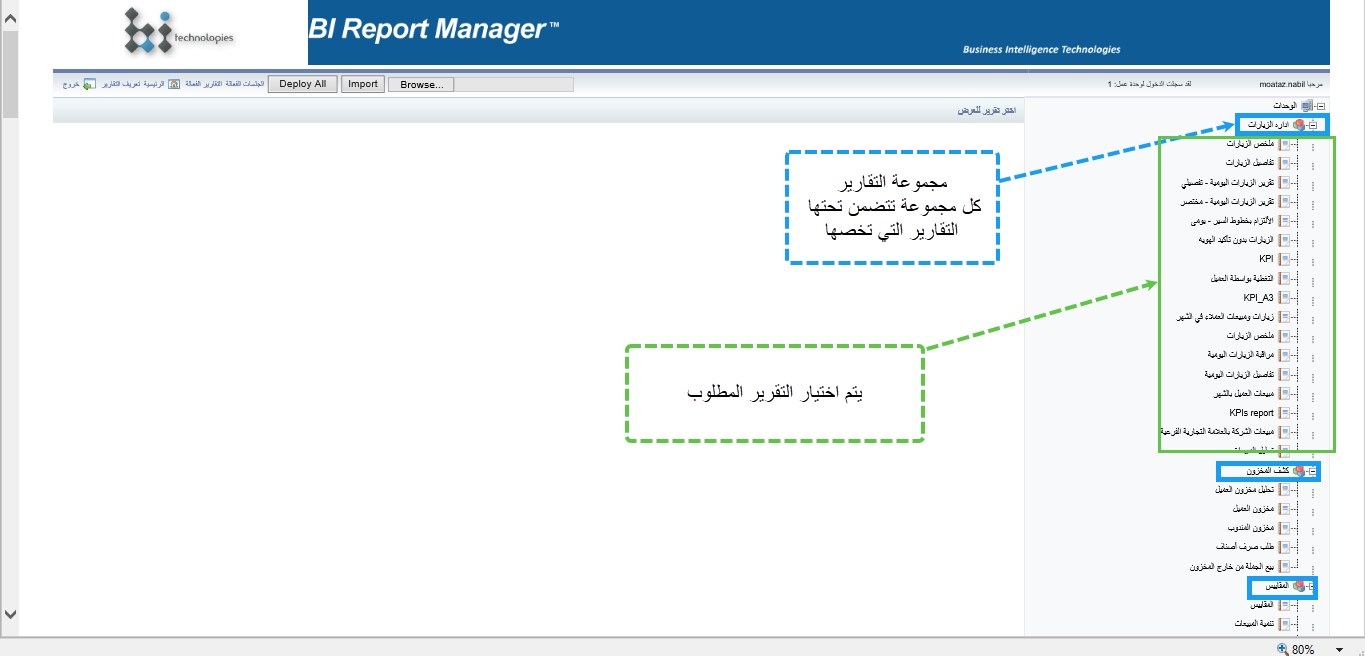 technologies
BI Report Manager™
Business Intelligence Technologies
مرحبا moataz.nabil
لقد سجلت الدخول لوحدة عمل: 1
Browse...
Import
Deploy All
الجلسات الفعالة
التقارير الفعالة
الرئيسية
تعريف التقارير
خروج
اختر تقرير للعرض
الوحدات
اداره الزيارات
ملخص الزيارات
تفاصيل الزيارات
تقرير الزيارات اليومية - تفصيلي
تقرير الزيارات اليومية - مختصر
الألتزام بخطوط السير - يومى
الزيارات بدون تأكيد الهويه
KPI
التغطية بواسطة العميل
KPI_A3
زيارات ومبيعات العملاء في الشهر
ملخص الزيارات
مراقبة الزيارات اليومية
تفاصيل الزيارات اليومية
مبيعات العميل بالشهر
KPIs report
مبيعات الشركة بالعلامة التجارية الفرعية
كشف المخزون
تحليل مخزون العميل
مخزون العميل
مخزون المندوب
طلب صرف أصناف
بيع الجملة من خارج المخزون
المقاييس
المقاييس
تنمية المبيعات
مجموعة التقارير
كل مجموعة تتضمن تحتها
التقارير التي تخصها
يتم اختيار التقرير المطلوب
80%